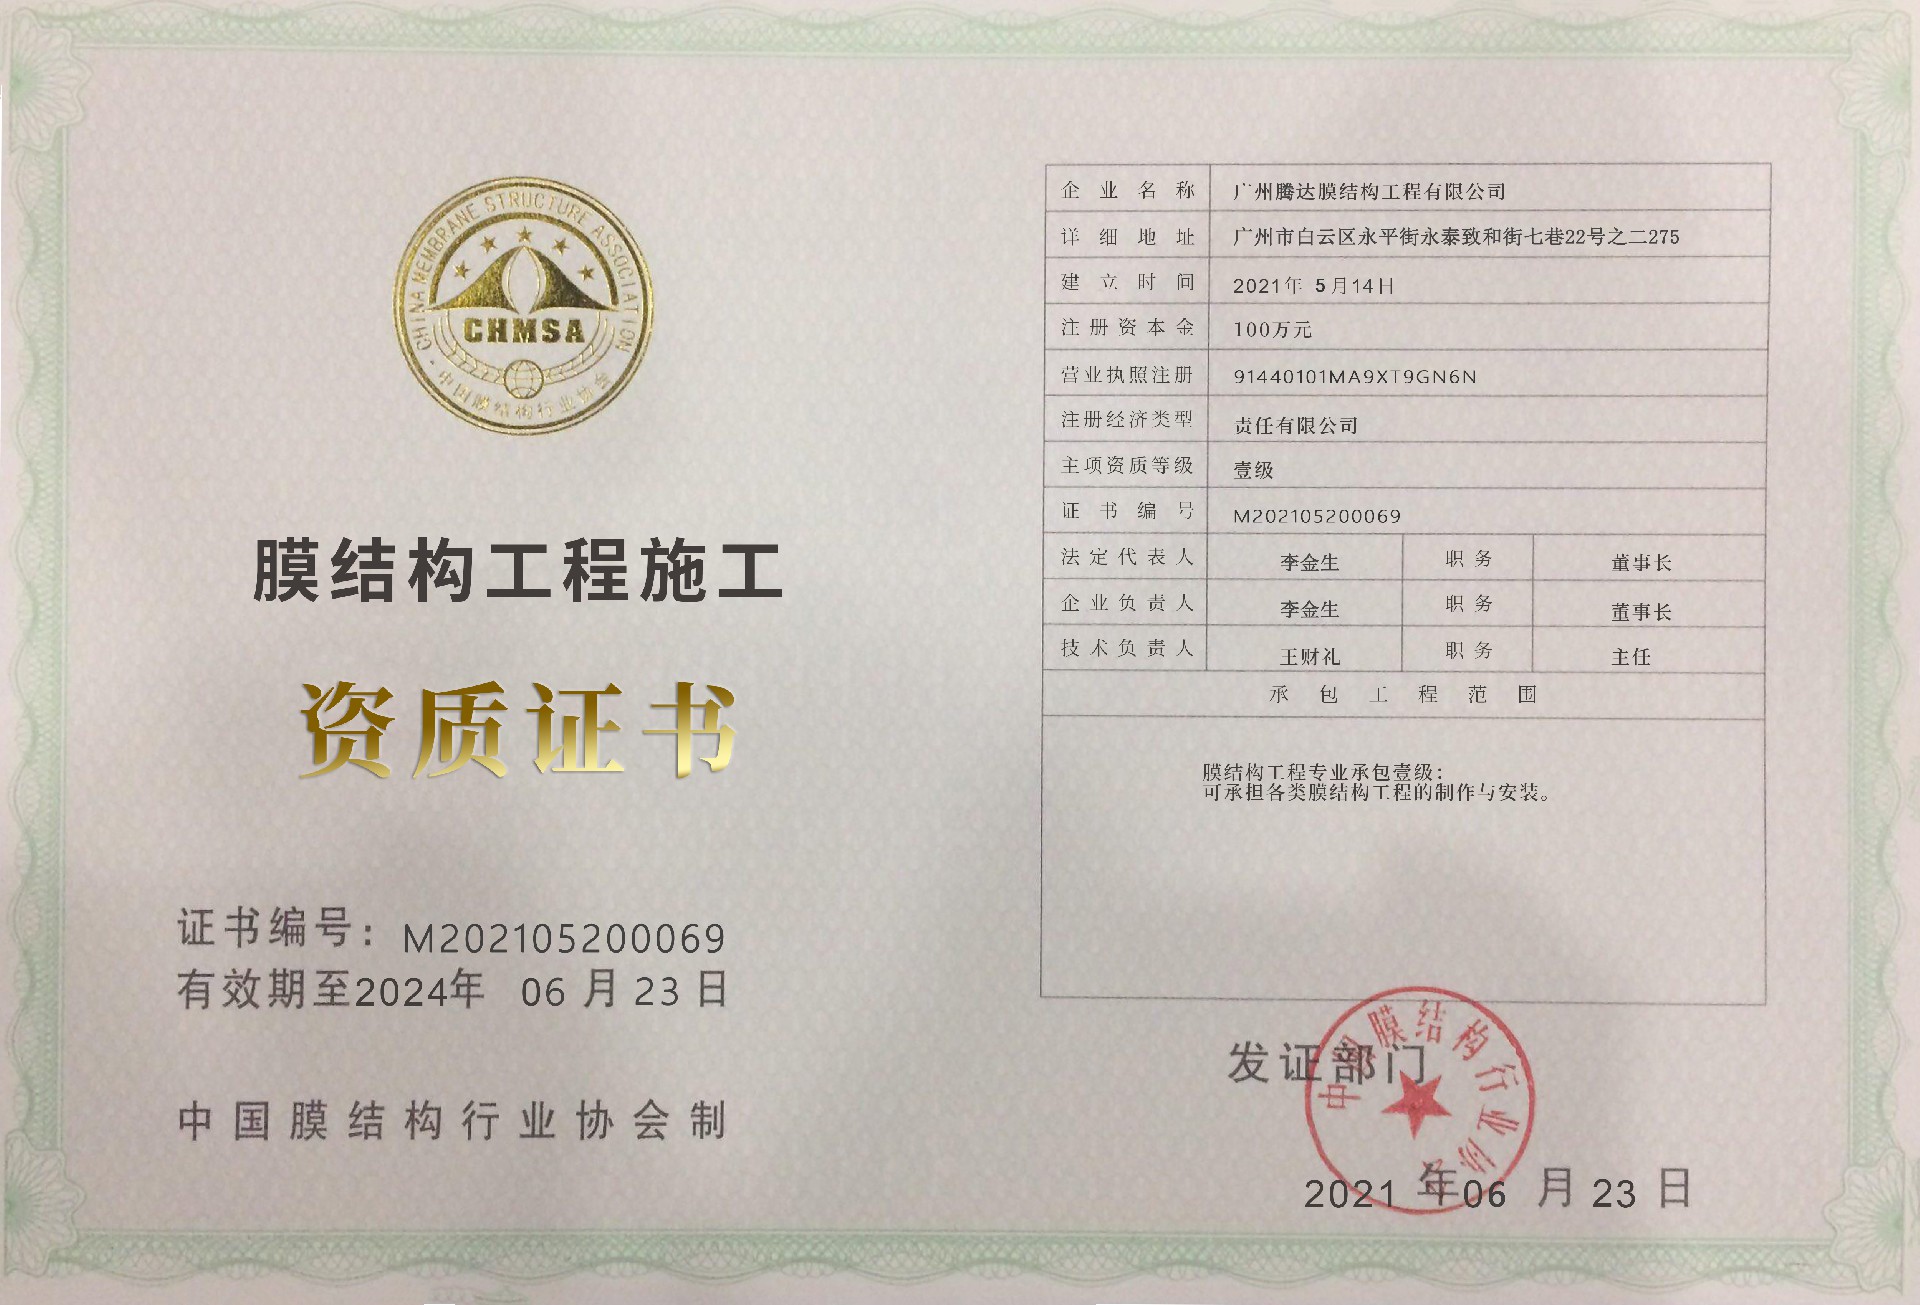 CHINA MEMBRANE STRUCTURE ASSOCIATION
CHMSA
中国膜结构行业协会
膜结构工程施工
资质证书
证书编号：M202105200069
有效期至2024年 06 月 23 日
中国膜结构行业协会制
企业名称 广州腾达膜结构工程有限公司
详细地址 广州市白云区永平街永泰致和街七巷22号之二275
建立时间 2021年 5月14日
注册资本金 100万元
营业执照注册 91440101MA9XT9GN6N
注册经济类型 责任有限公司
主项资质等级 壹级
证书编号 M202105200069
法定代表人 李金生 职务 董事长
企业负责人 李金生 职务 董事长
技术负责人 王财礼 职务 主任
承包工程范围
膜结构工程专业承包壹级：
可承担各类膜结构工程的制作与安装。
发证部门
中国膜结构行业协会
2021 年 06 月 23 日